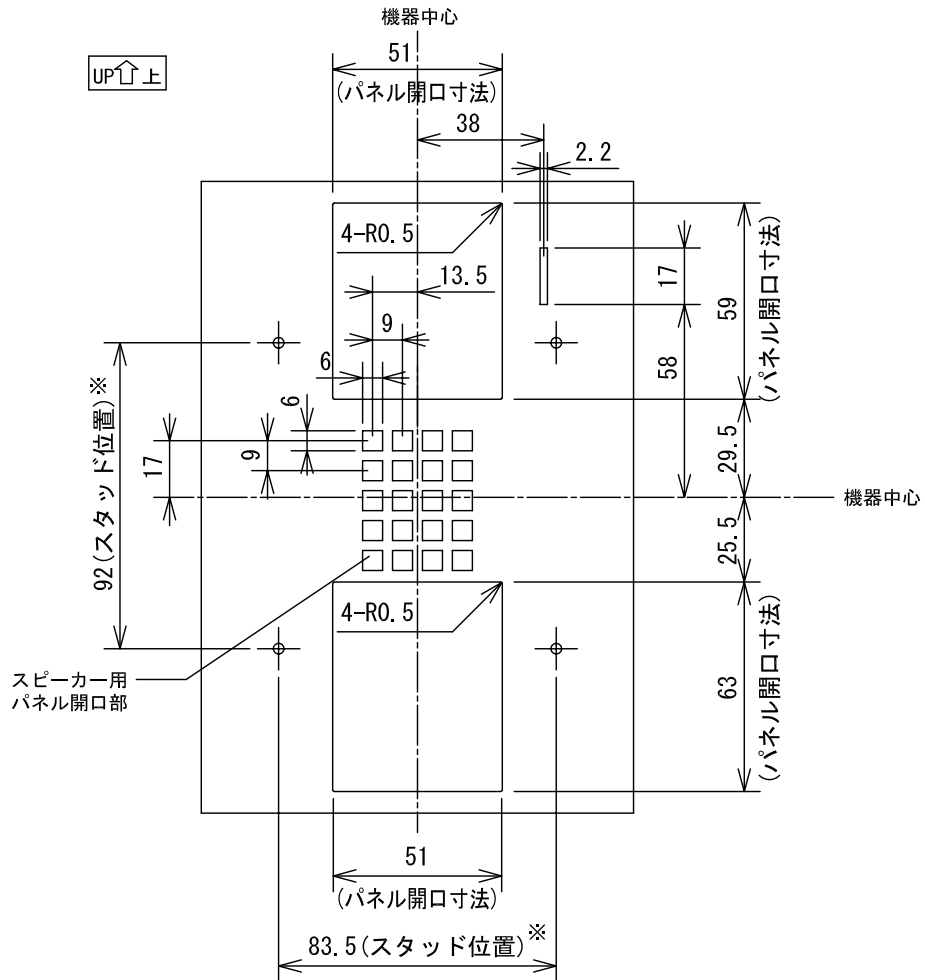 機器中心
UP⇧上
51
(パネル開口寸法)
38
2.2
4-R0.5
13.5
17
59
(パネル開口寸法)
9
58
6
6
92(スタッド位置)※
17
9
29.5
機器中心
25.5
4-R0.5
スピーカー用
パネル開口部
63
(パネル開口寸法)
51
(パネル開口寸法)
83.5(スタッド位置)※